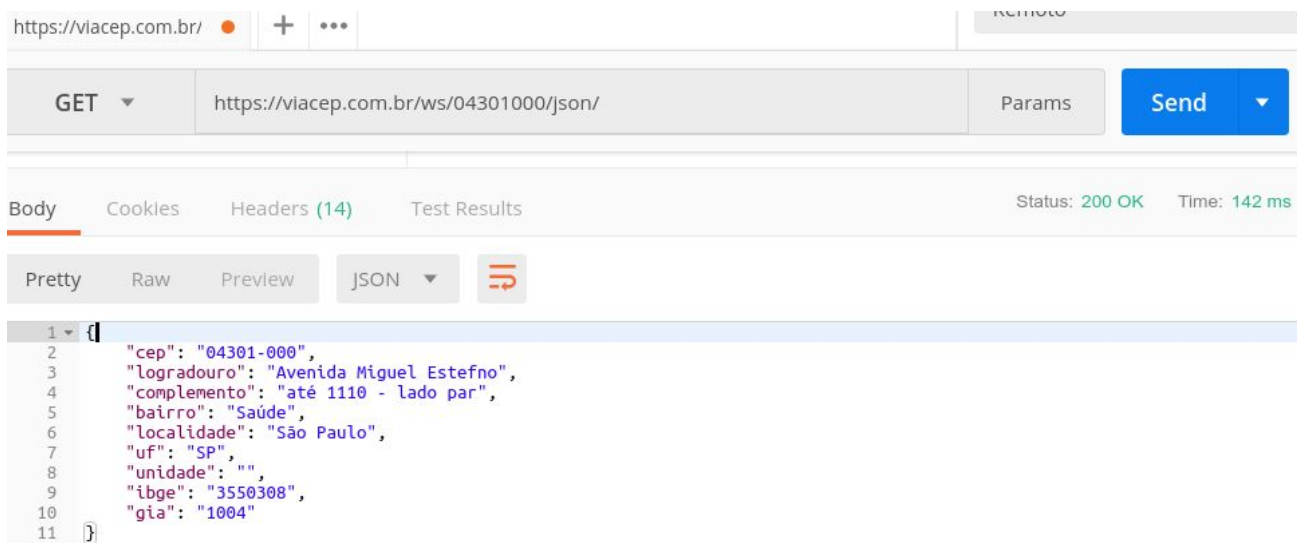 https://viacep.com.br/ + •••
Remoto
GET https://viacep.com.br/ws/04301000/json/ Params Send
Body Cookies Headers (14) Test Results Status: 200 OK Time: 142 ms
Pretty Raw Preview JSON
1 {
2 "cep": "04301-000",
3 "logradouro": "Avenida Miguel Estefno",
4 "complemento": "até 1110 - lado par",
5 "bairro": "Saúde",
6 "localidade": "São Paulo",
7 "uf": "SP",
8 "unidade": "",
9 "ibge": "3550308",
10 "gia": "1004"
11 }